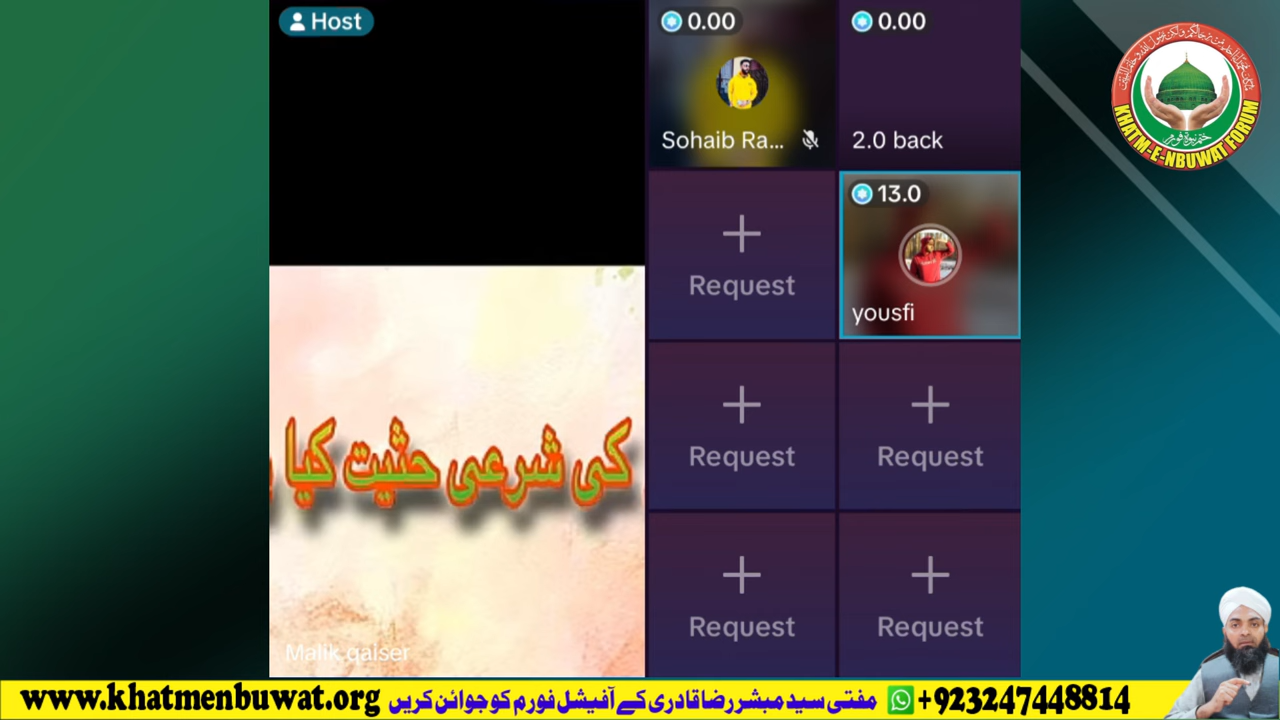 Host
0.00
0.00
Sohaib Ra...
2.0 back
13.0
Request
yousfi
کی شرعی حثیت کیا
Request
Request
Request
Request
Malik qaiser
KHATM-E-NBUWAT FORUM
www.khatmenbuwat.org مفتی سید مبشر رضا قادری کے آفیشل فورم کو جوائن کریں +923247448814